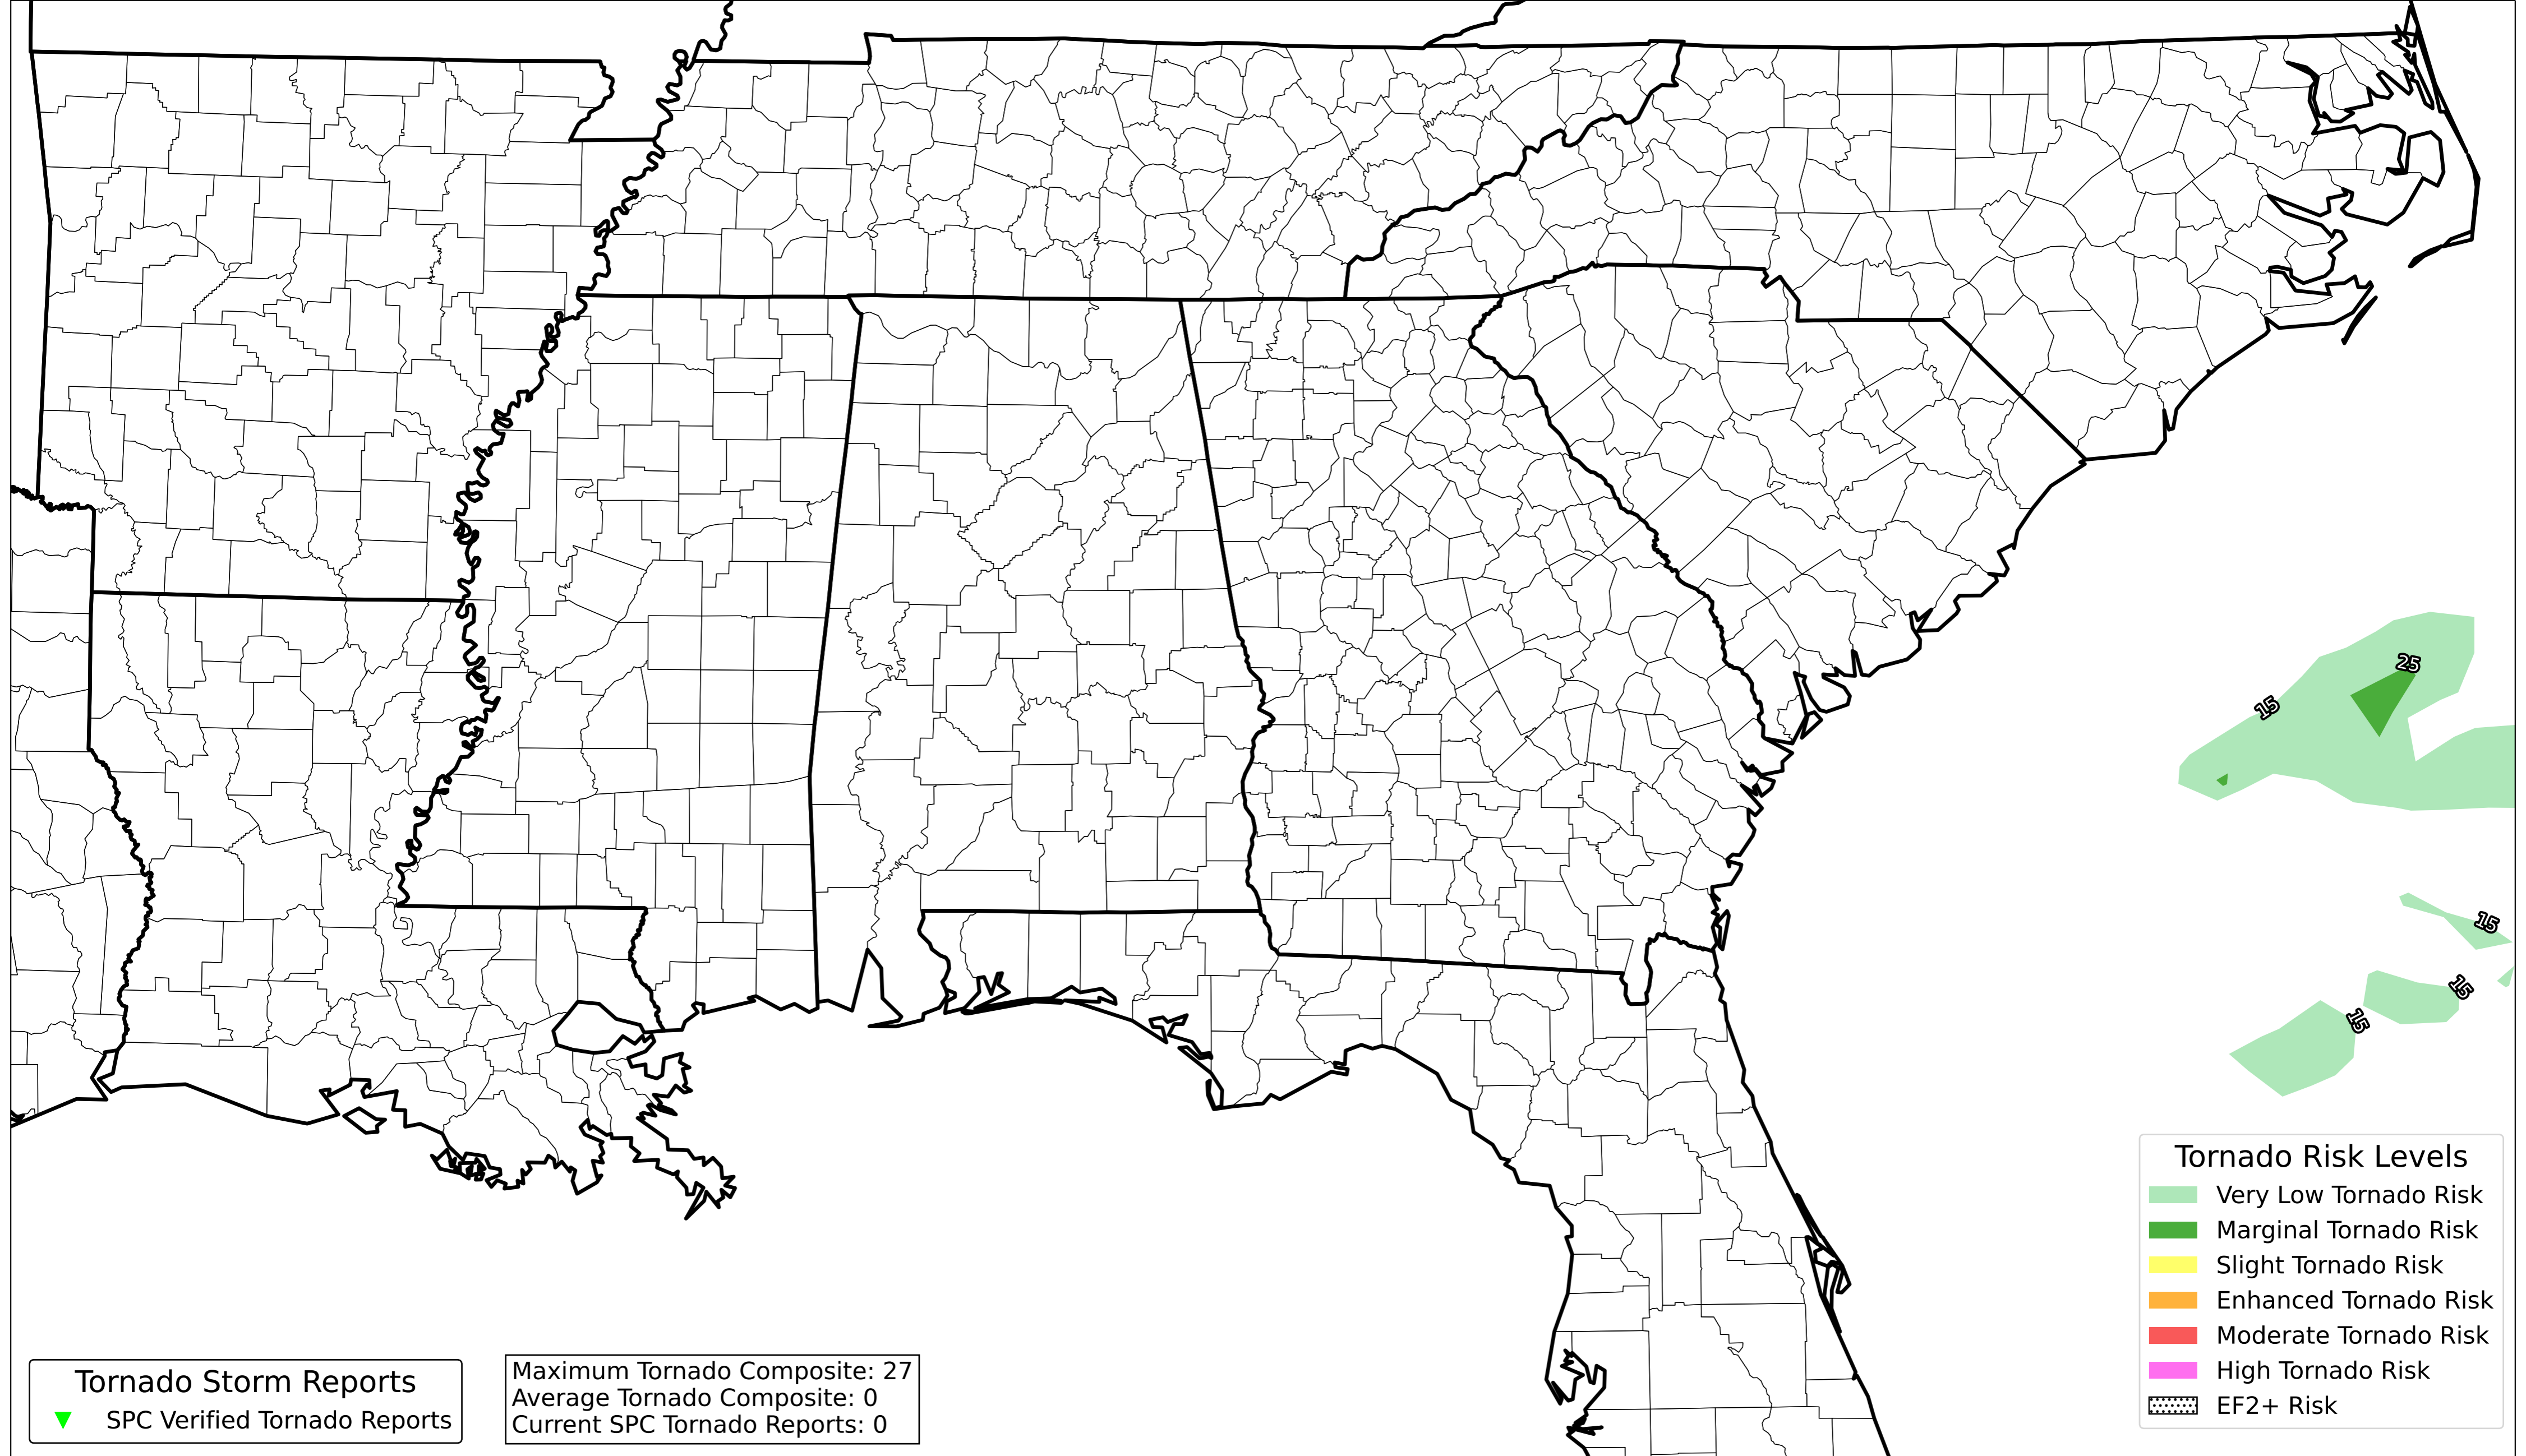 25
15
15
15
15
Tornado Risk Levels
Very Low Tornado Risk
Marginal Tornado Risk
Slight Tornado Risk
Enhanced Tornado Risk
Moderate Tornado Risk
High Tornado Risk
EF2+ Risk
Tornado Storm Reports
SPC Verified Tornado Reports
Maximum Tornado Composite: 27
Average Tornado Composite: 0
Current SPC Tornado Reports: 0